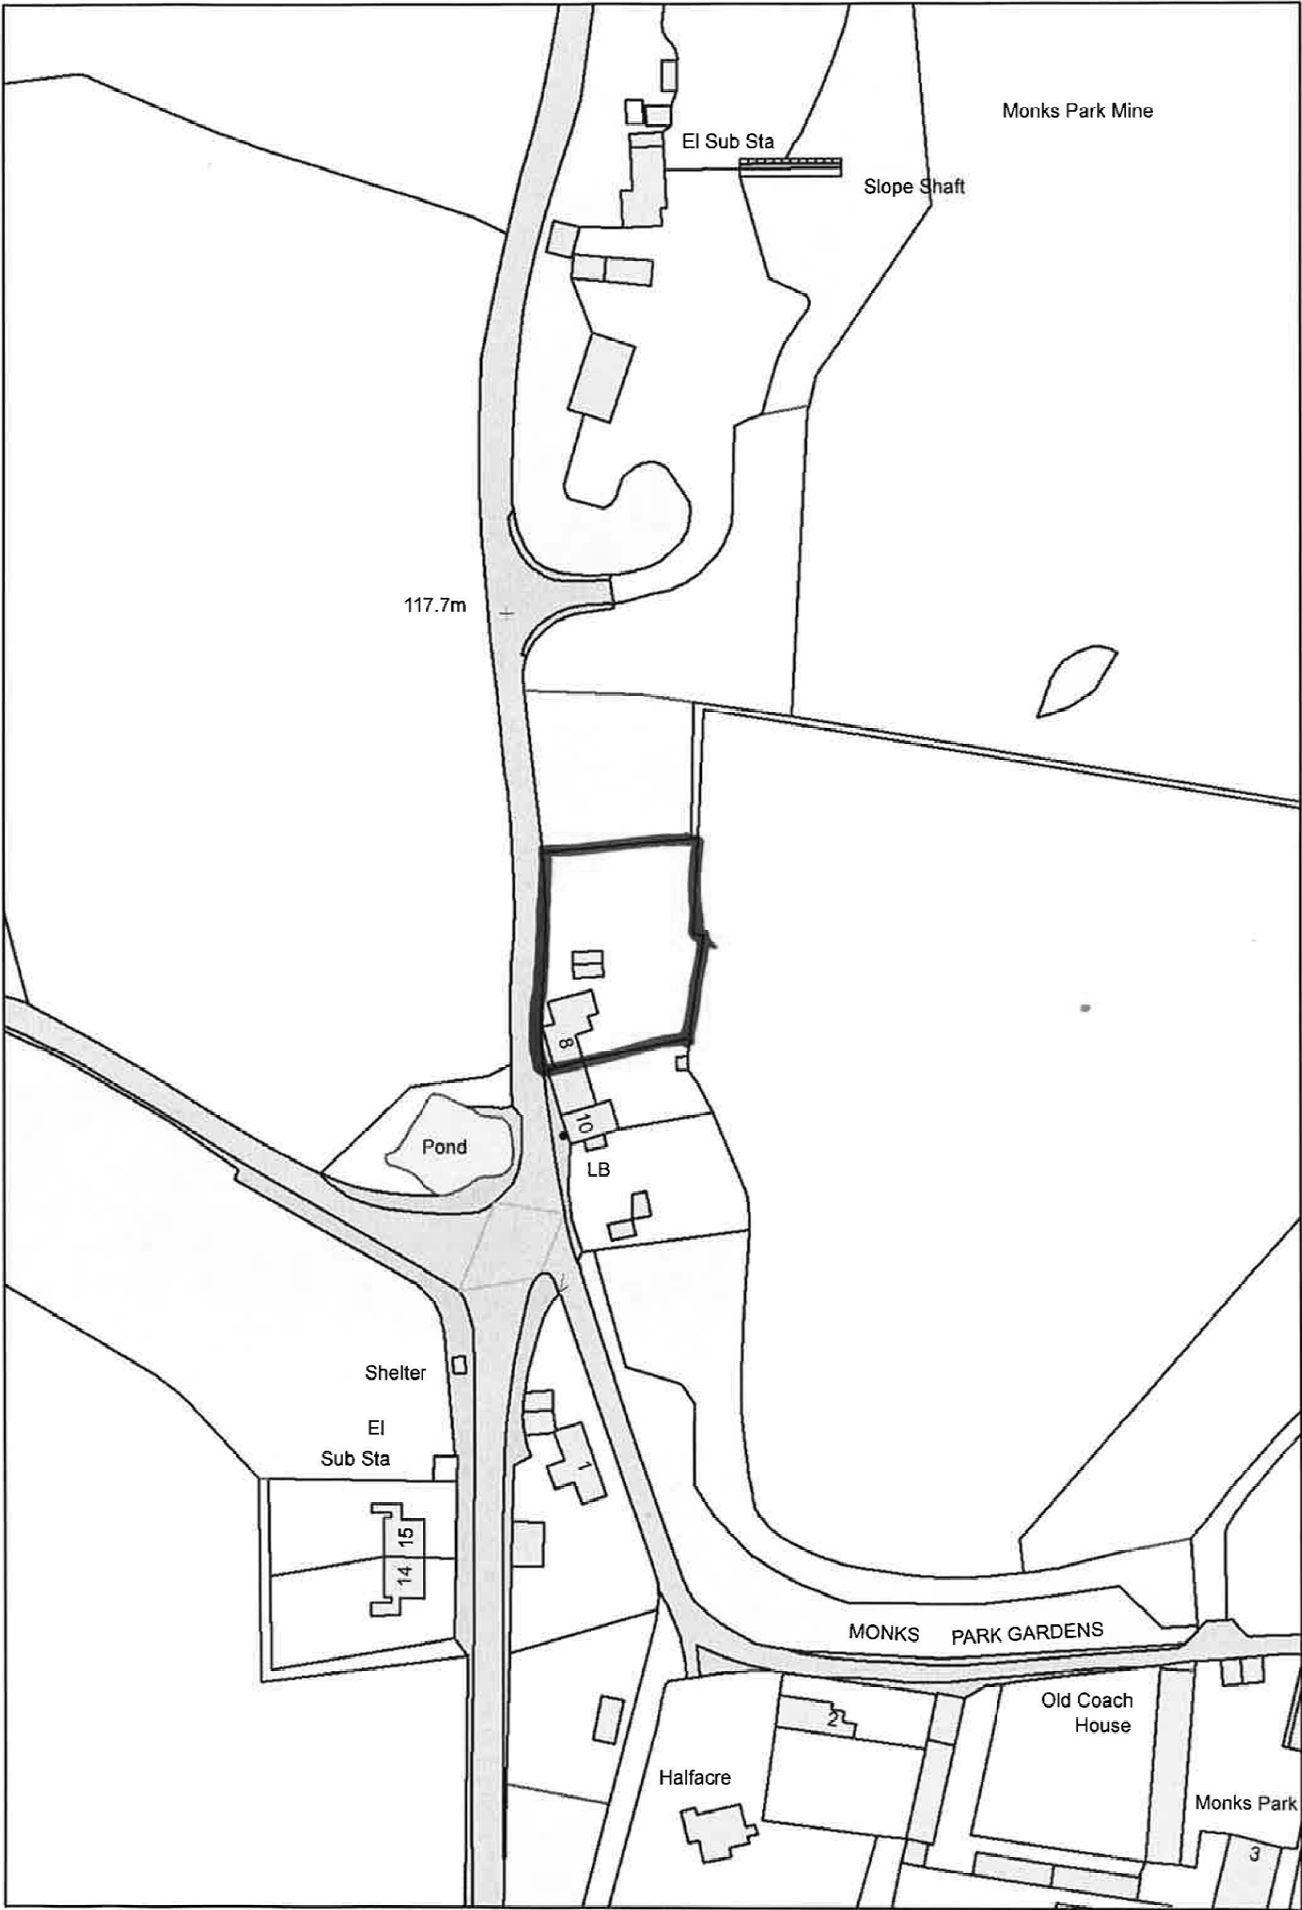 Monks Park Mine
El Sub Sta
Slope Shaft
117.7m
8
10
Pond
LB
Shelter
El
Sub Sta
1
15
14
MONKS PARK GARDENS
Old Coach
House
2
Halfacre
Monks Park
3